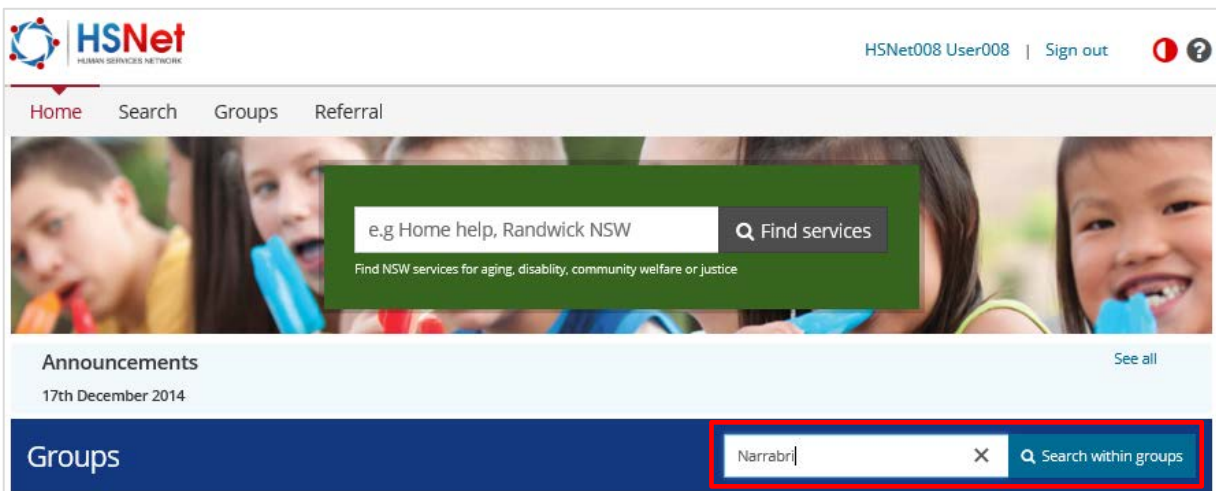 HSNet
HUMAN SERVICES NETWORK
HSNet008 User008 | Sign out
Home Search Groups Referral
e.g Home help, Randwick NSW Find services
Find NSW services for aging, disablity, community welfare or justice
Announcements See all
17th December 2014
Groups Narrabri Search within groups